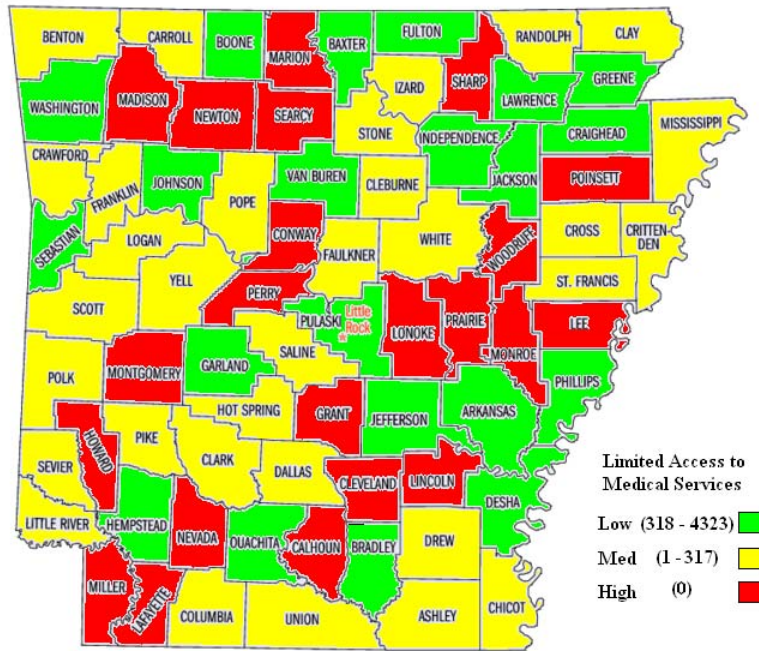 BENTON
CARROLL
BOONE
MARION
BAXTER
FULTON
RANDOLPH
CLAY
SHARP
GREENE
IZARD
LAWRENCE
WASHINGTON
MADISON
NEWTON
SEARCY
STONE
INDEPENDENCE
CRAIGHEAD
MISSISSIPPI
CRAWFORD
FRANKLIN
JOHNSON
POPE
VAN BUREN
CLEBURNE
JACKSON
POINSETT
SEBASTIAN
LOGAN
CONWAY
FAULKNER
WHITE
WOODRUFF
CROSS
CRITTEN
DEN
YELL
ST. FRANCIS
SCOTT
PERRY
PULASKI
Little
Rock
LONOKE
PRAIRIE
LEE
MONROE
SALINE
GARLAND
MONTGOMERY
POLK
PHILLIPS
HOT SPRING
GRANT
JEFFERSON
ARKANSAS
HOWARD
PIKE
CLARK
SEVIER
DALLAS
CLEVELAND
LINCOLN
DESHA
LITTLE RIVER
HEMPSTEAD
NEVADA
OUACHITA
CALHOUN
BRADLEY
DREW
MILLER
LAFAYETTE
COLUMBIA
UNION
ASHLEY
CHICOT
Limited Access to
Medical Services
Low (318 - 4323)
Med (1 - 317)
High (0)